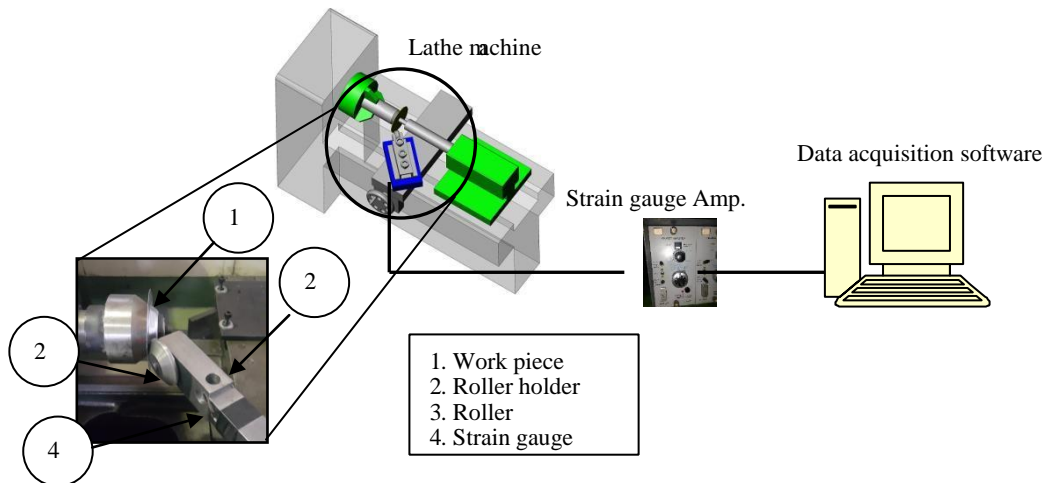 Lathe machine
Data acquisition software
Strain gauge Amp.
1
2
2
4
1. Work piece
2. Roller holder
3. Roller
4. Strain gauge